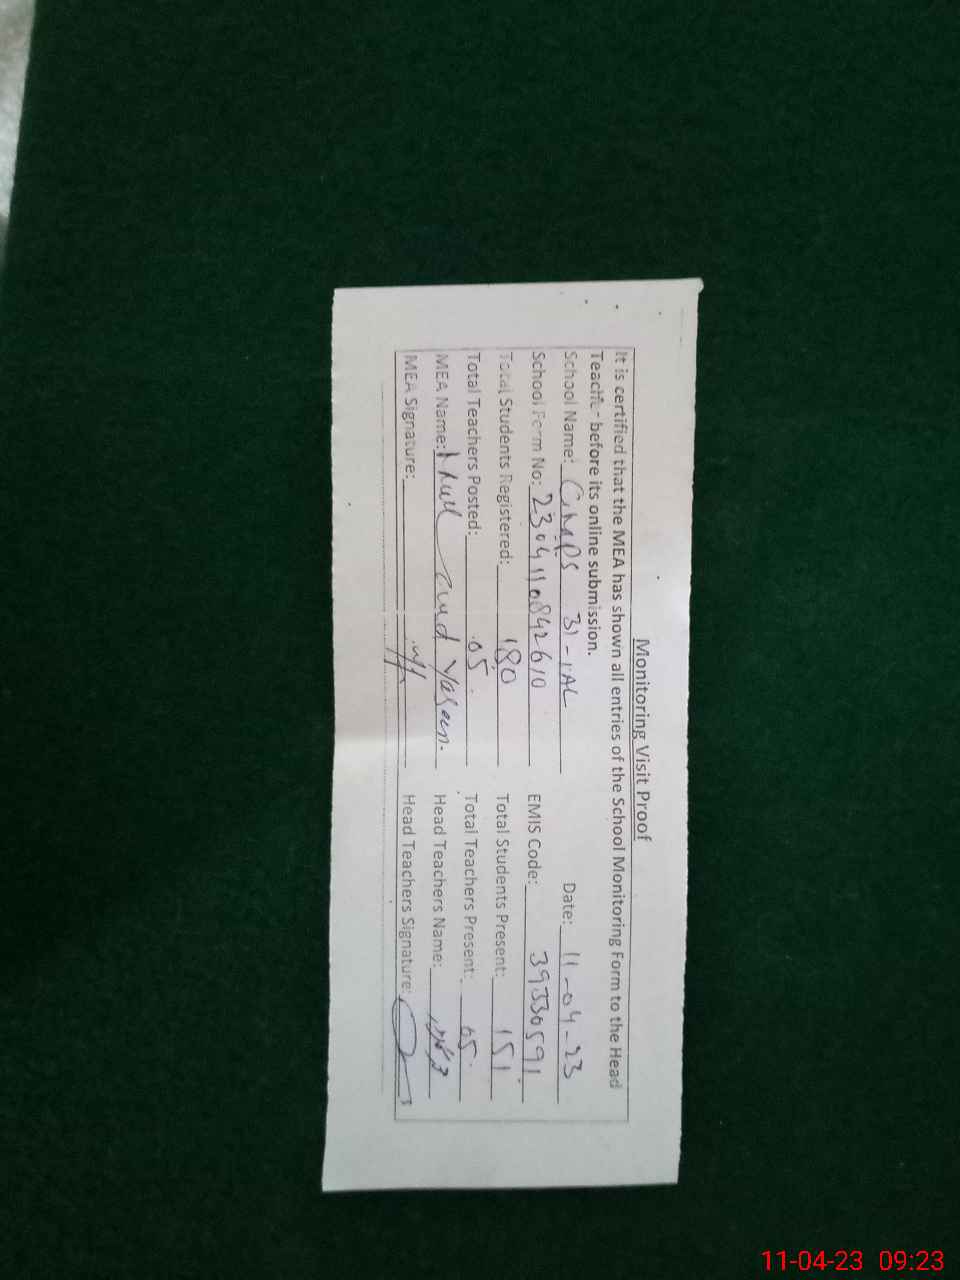 Monitoring Visit Proof
It is certified that the MEA has shown all entries of the School Monitoring Form to the Head
Teacher before its online submission.
School Name: GMPS 31-1AL Date: 11-04-23
School Form No: 2304110842610 EMIS Code: 39330591
Total Students Registered: 180 Total Students Present: 151
Total Teachers Posted: 05 Total Teachers Present: 05
MEA Name: Yaseen Head Teachers Name:
MEA Signature: Head Teachers Signature:
11-04-23 09:23